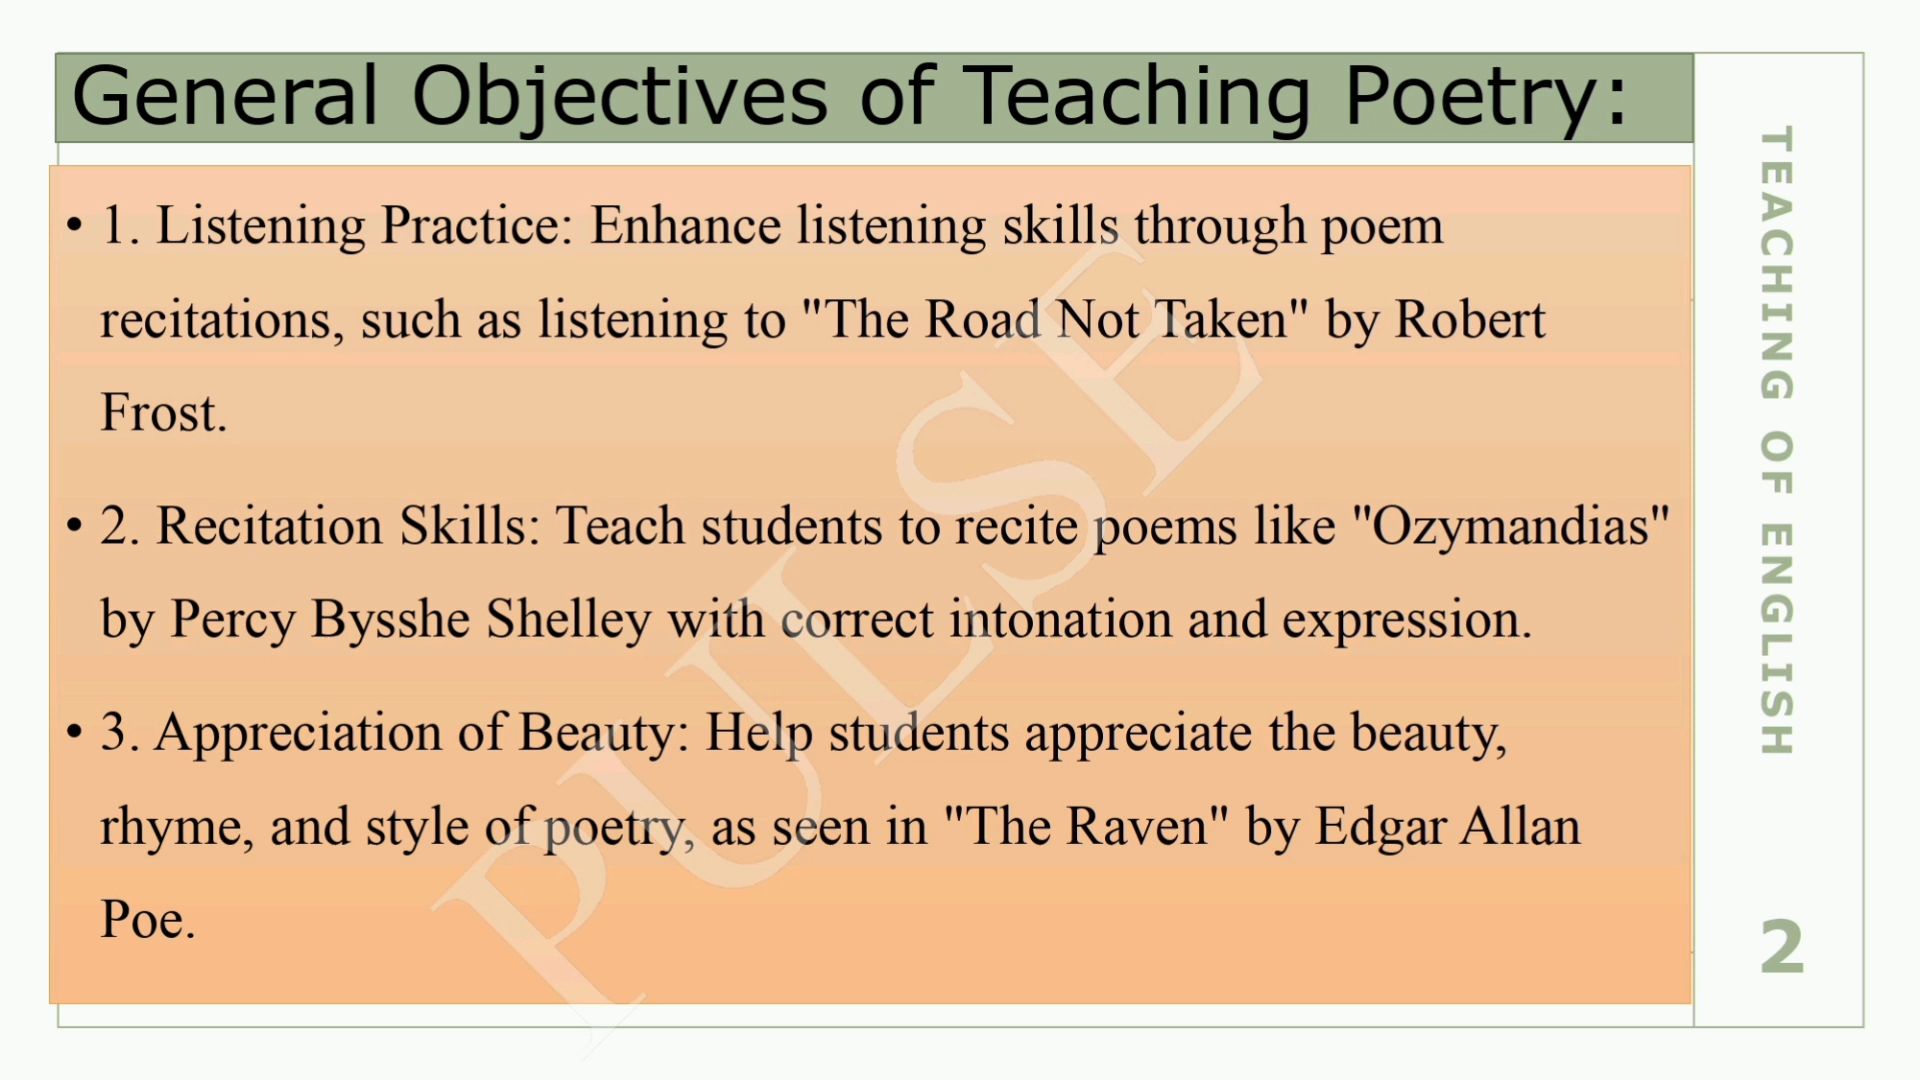 General Objectives of Teaching Poetry:
• 1. Listening Practice: Enhance listening skills through poem
recitations, such as listening to "The Road Not Taken" by Robert
Frost.
• 2. Recitation Skills: Teach students to recite poems like "Ozymandias"
by Percy Bysshe Shelley with correct intonation and expression.
• 3. Appreciation of Beauty: Help students appreciate the beauty,
rhyme, and style of poetry, as seen in "The Raven" by Edgar Allan
Poe.
PULSE
TEACHING OF ENGLISH
2